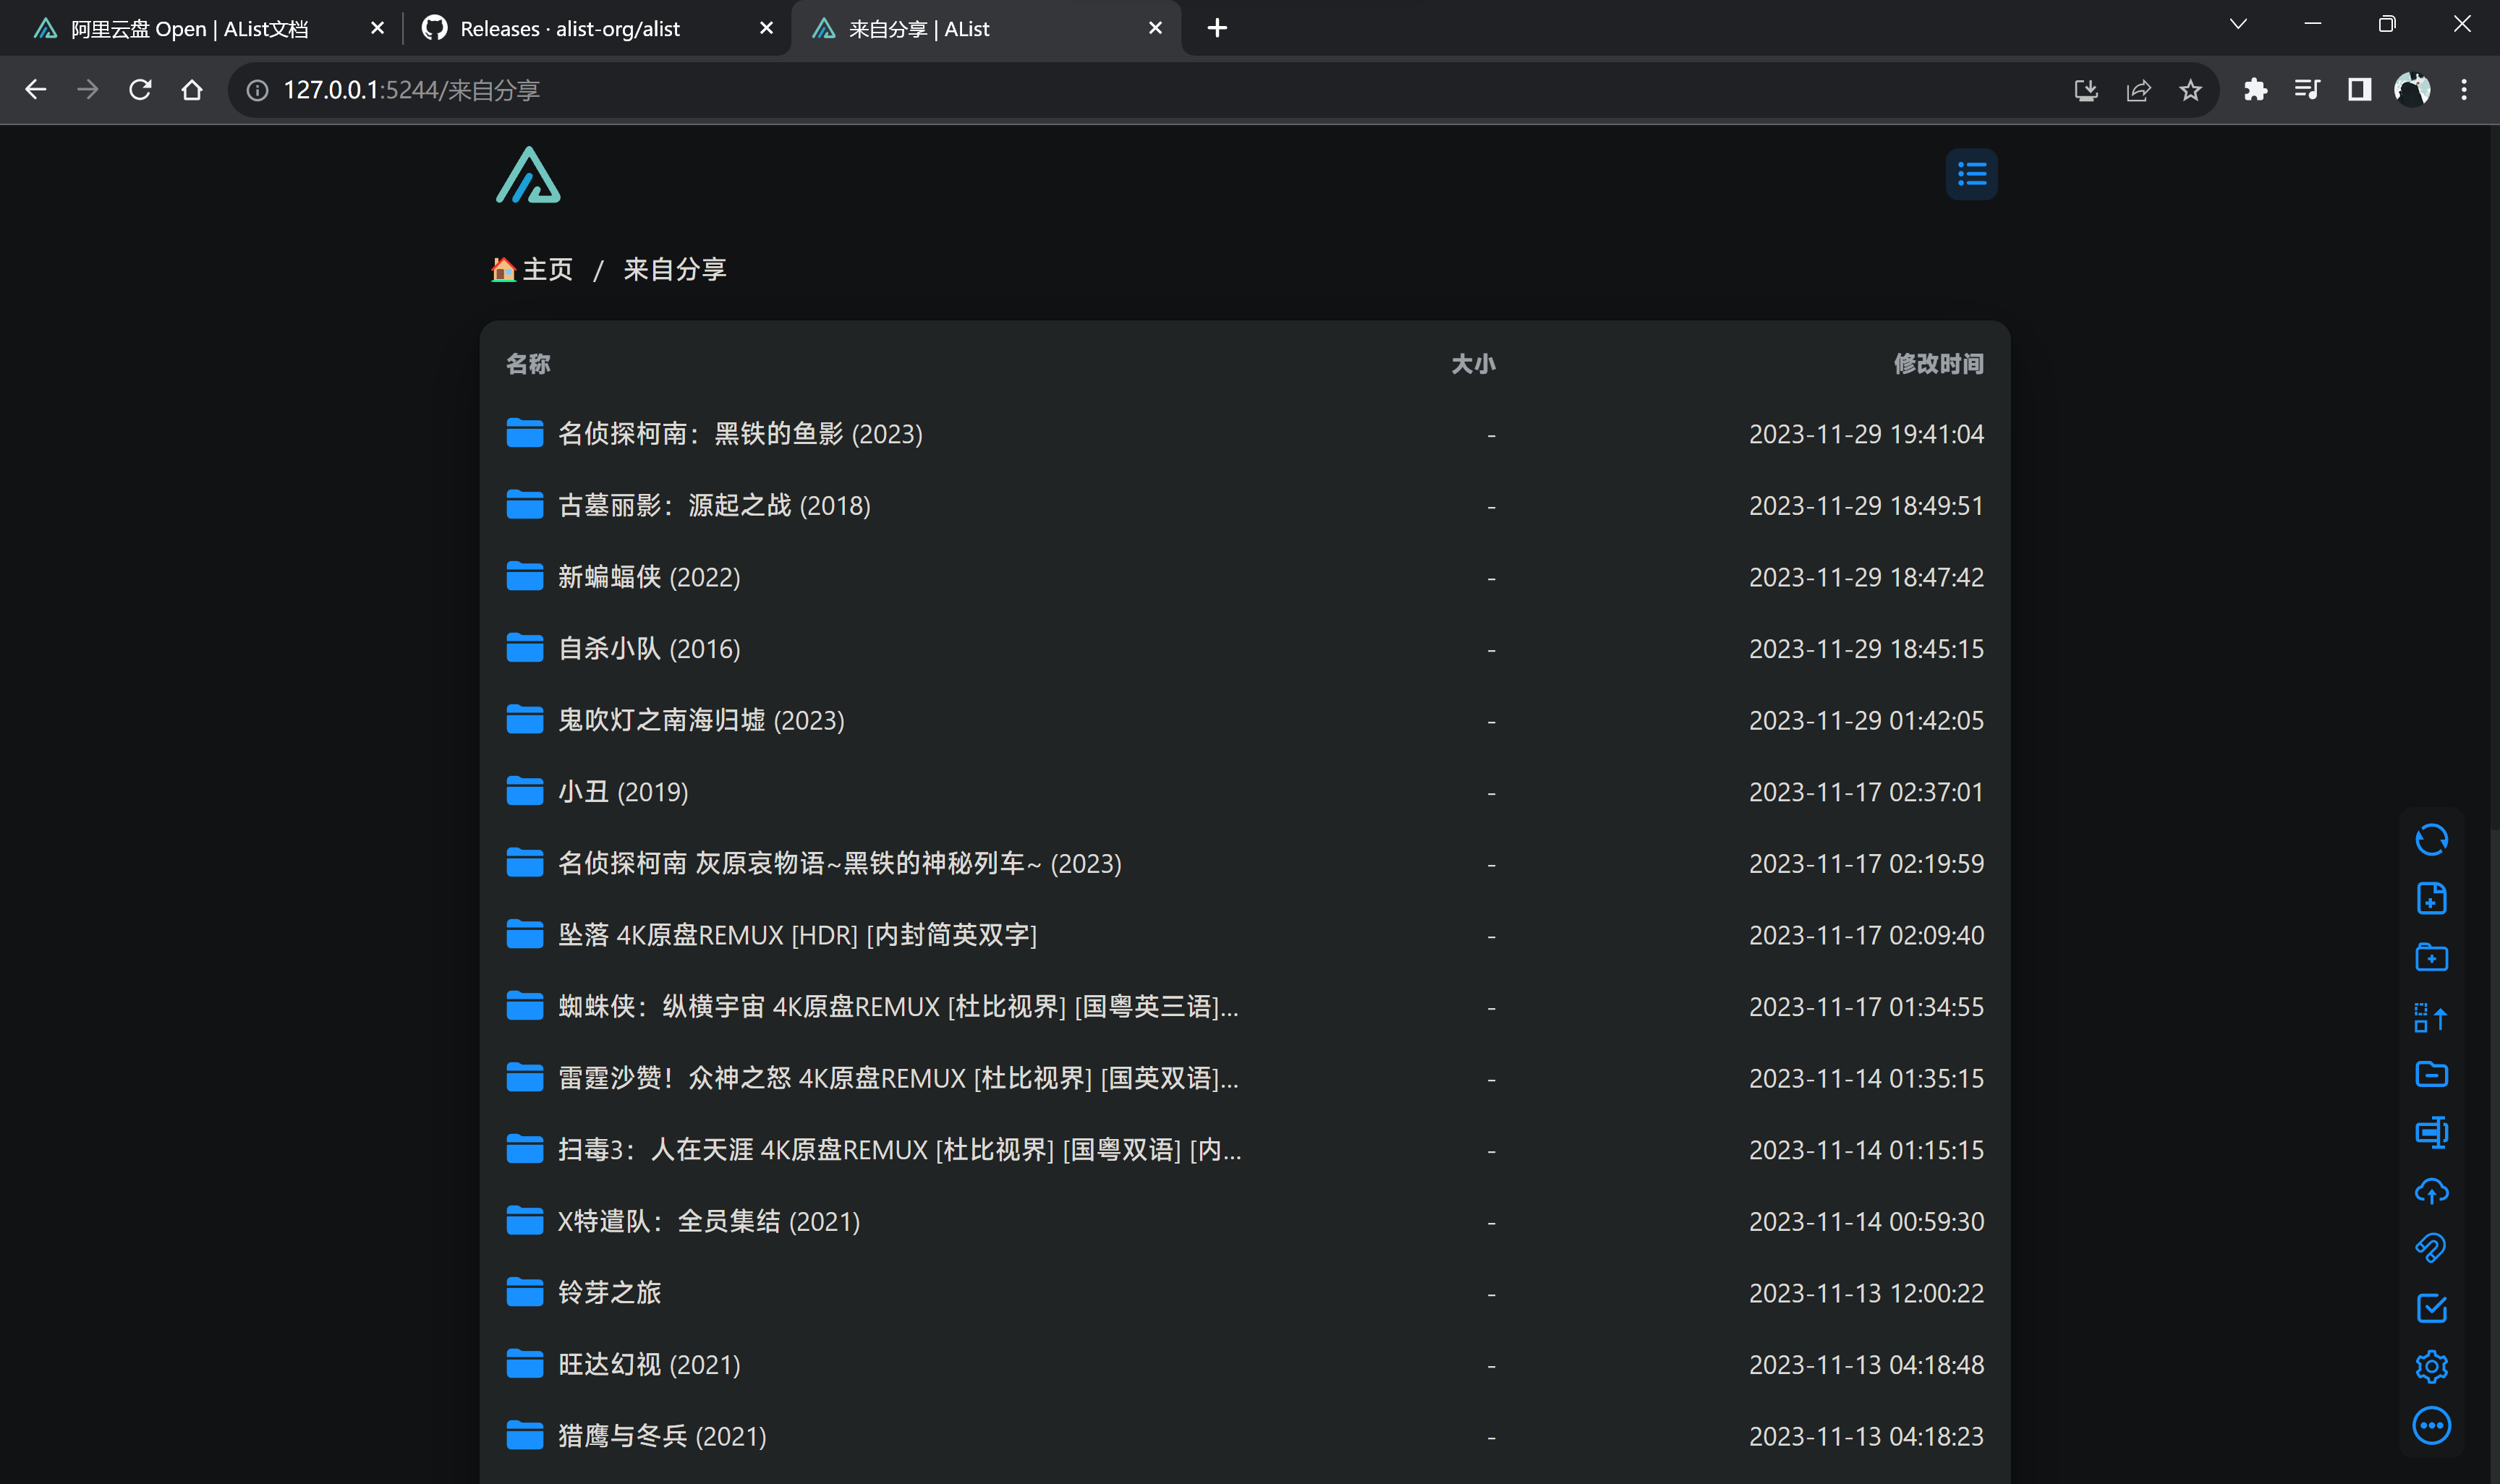 阿里云盘 Open | AList文档
Releases · alist-org/alist
来自分享 | AList
127.0.0.1:5244/来自分享
主页 / 来自分享
名称 大小 修改时间
名侦探柯南：黑铁的鱼影 (2023) - 2023-11-29 19:41:04
古墓丽影：源起之战 (2018) - 2023-11-29 18:49:51
新蝙蝠侠 (2022) - 2023-11-29 18:47:42
自杀小队 (2016) - 2023-11-29 18:45:15
鬼吹灯之南海归墟 (2023) - 2023-11-29 01:42:05
小丑 (2019) - 2023-11-17 02:37:01
名侦探柯南 灰原哀物语~黑铁的神秘列车~ (2023) - 2023-11-17 02:19:59
坠落 4K原盘REMUX [HDR] [内封简英双字] - 2023-11-17 02:09:40
蜘蛛侠：纵横宇宙 4K原盘REMUX [杜比视界] [国粤英三语]... - 2023-11-17 01:34:55
雷霆沙赞！众神之怒 4K原盘REMUX [杜比视界] [国英双语]... - 2023-11-14 01:35:15
扫毒3：人在天涯 4K原盘REMUX [杜比视界] [国粤双语] [内... - 2023-11-14 01:15:15
X特遣队：全员集结 (2021) - 2023-11-14 00:59:30
铃芽之旅 - 2023-11-13 12:00:22
旺达幻视 (2021) - 2023-11-13 04:18:48
猎鹰与冬兵 (2021) - 2023-11-13 04:18:23